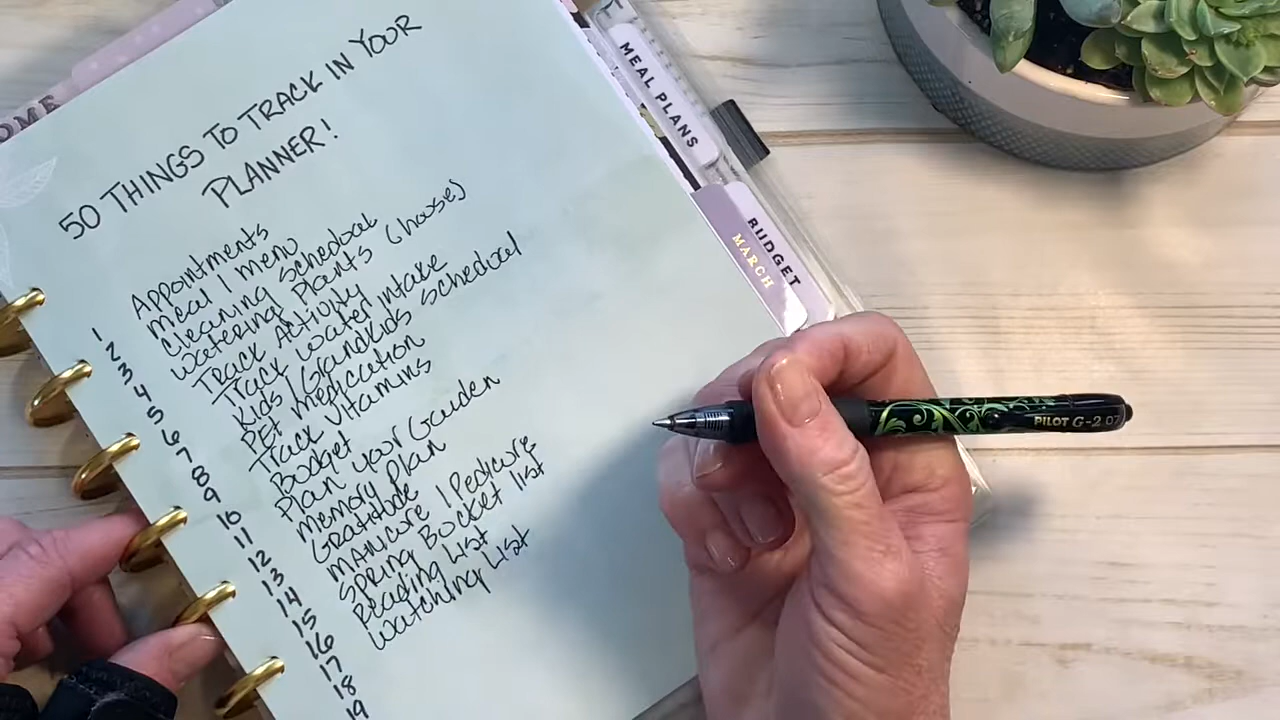 50 THINGS TO TRACK IN YOUR
PLANNER!
1 Appointments
2 Meal / menu
3 Cleaning Schedual
4 Watering Plants (house)
5 Track Activity
6 Track Water intake
7 Kids / Grandkids schedual
8 PEt medication
9 Track Vitamins
10 Budget
11 Plan your Garden
12 Memory Plan
13 Gratitude
14 MANicore / Pedicure
15 SPRING Bucket list
16 Reading List
17 Watching List
18
19
OME
MEAL PLANS
BUDGET
MARCH
PILOT G-2 07